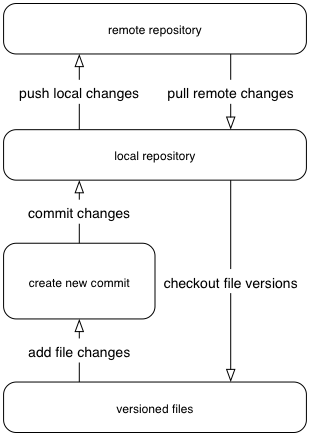 remote repository
push local changes
pull remote changes
local repository
commit changes
create new commit
checkout file versions
add file changes
versioned files